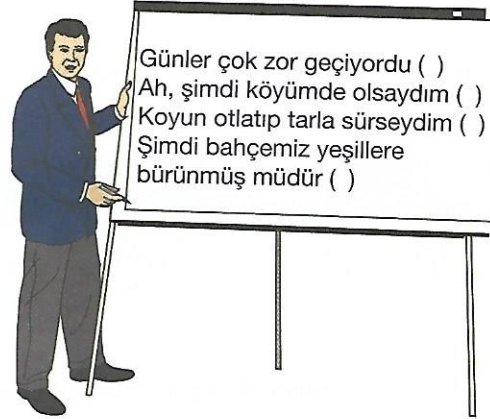 Günler çok zor geçiyordu ( )
Ah, şimdi köyümde olsaydım ( )
Koyun otlatıp tarla sürseydim ( )
Şimdi bahçemiz yeşillere
bürünmüş müdür ( )